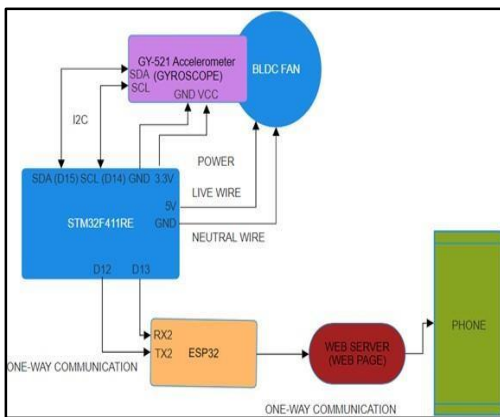 GY-521 Accelerometer
(GYROSCOPE)
BLDC FAN
SDA
SCL
GND VCC
I2C
POWER
SDA (D15) SCL (D14) GND 3.3V
LIVE WIRE
5V
STM32F411RE
GND
NEUTRAL WIRE
D12 D13
PHONE
RX2
TX2
ESP32
WEB SERVER
(WEB PAGE)
ONE-WAY COMMUNICATION
ONE-WAY COMMUNICATION